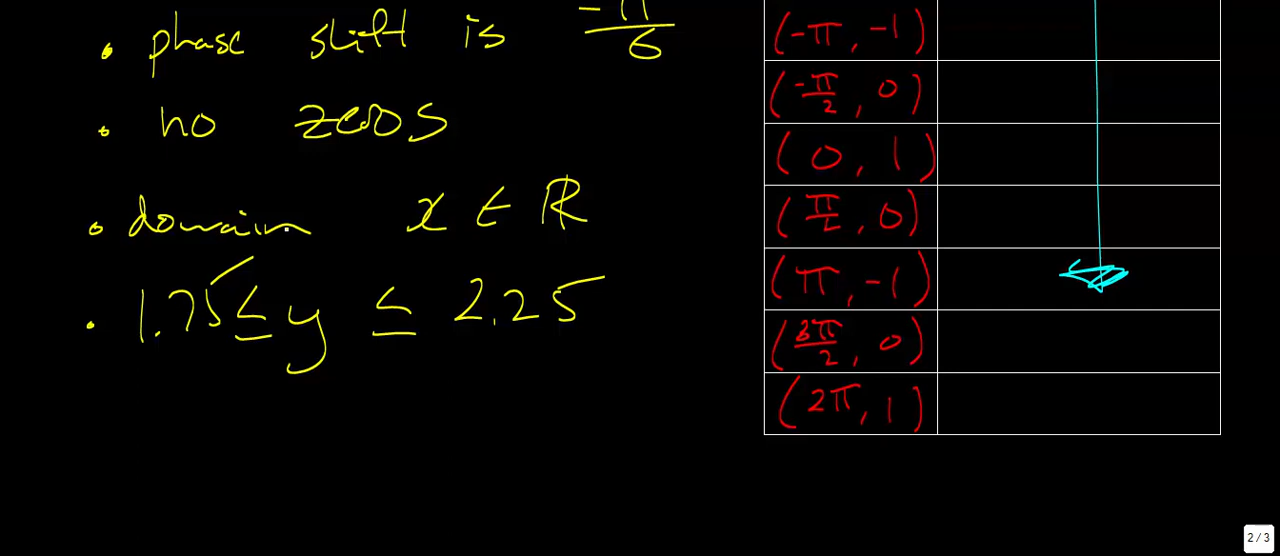 • phase shift is -π/6
• no zeros
• domain x ∈ ℝ
• 1.75 ≤ y ≤ 2.25
(-π, -1)
(-π/2, 0)
(0, 1)
(π/2, 0)
(π, -1)
(3π/2, 0)
(2π, 1)
2/3